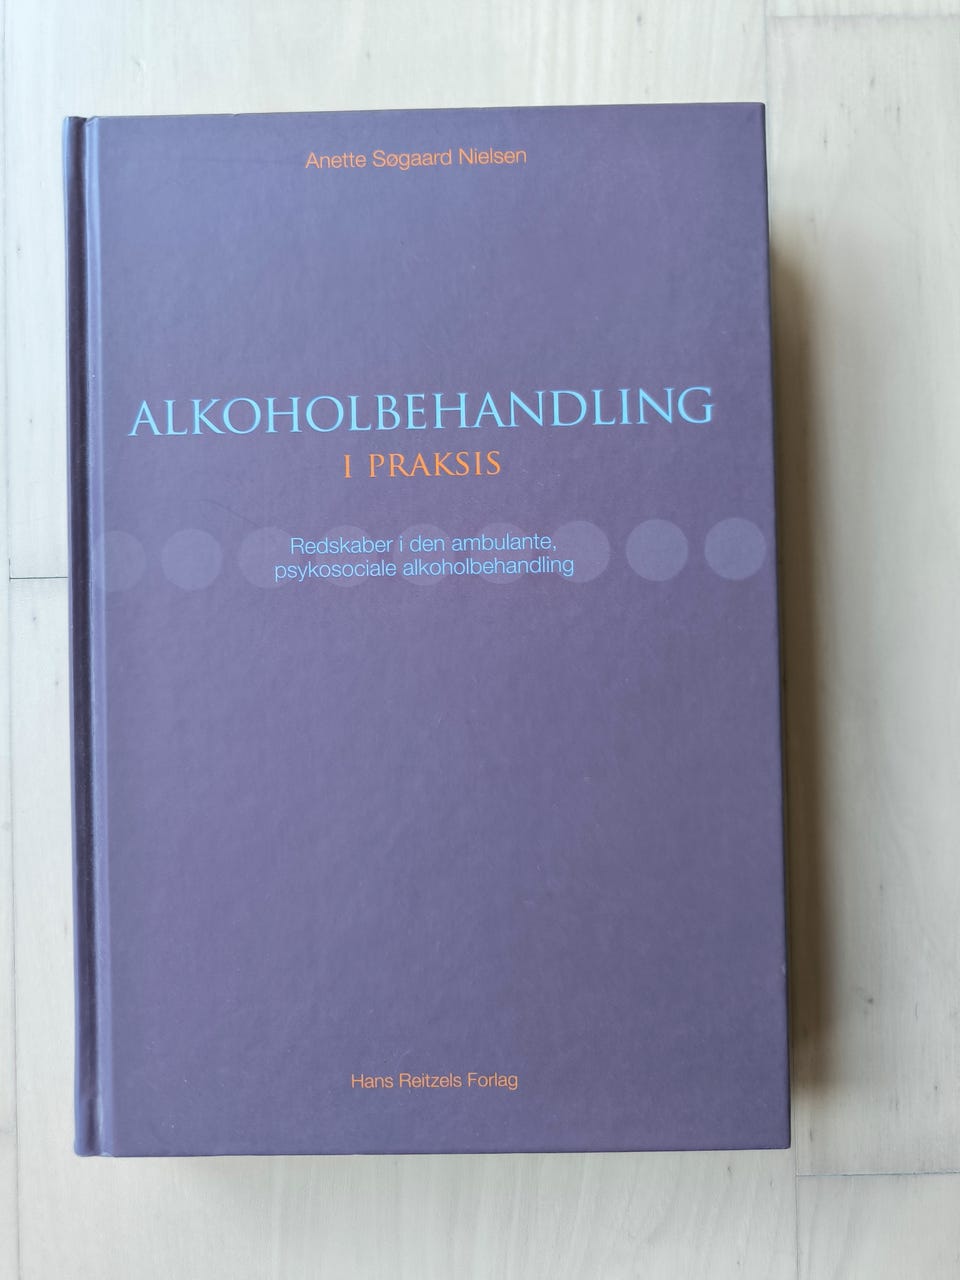 Anette Søgaard Nielsen
ALKOHOLBEHANDLING
I PRAKSIS
Redskaber i den ambulante,
psykosociale alkoholbehandling
Hans Reitzels Forlag